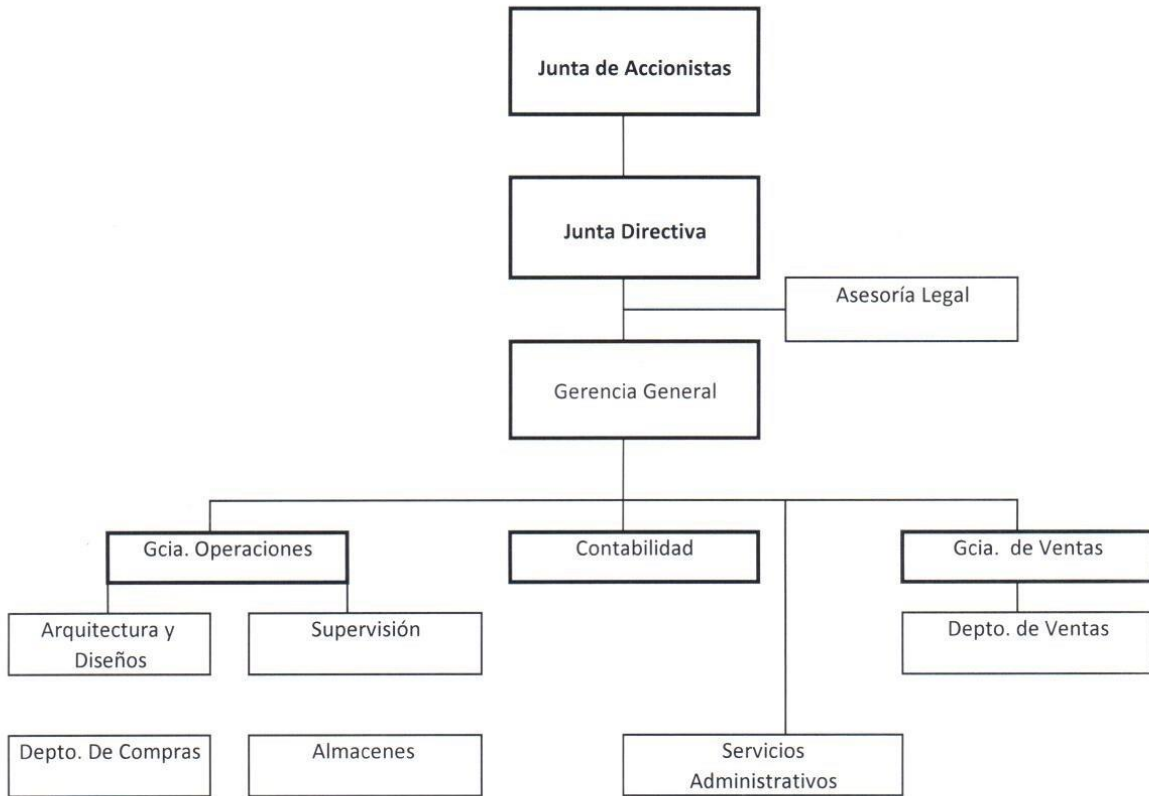 Junta de Accionistas
Junta Directiva
Asesoría Legal
Gerencia General
Gcia. Operaciones
Contabilidad
Gcia. de Ventas
Arquitectura y
Diseños
Supervisión
Depto. de Ventas
Depto. De Compras
Almacenes
Servicios
Administrativos